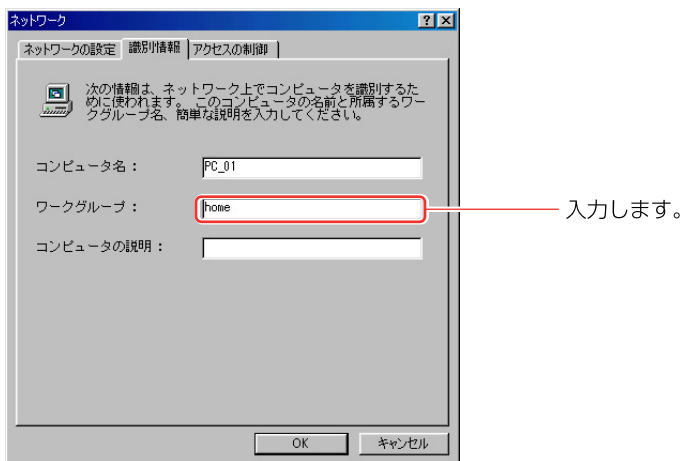 ネットワーク
ネットワークの設定 識別情報 アクセスの制御
次の情報は、ネットワーク上でコンピュータを識別するた
めに使われます。 このコンピュータの名前と所属するワー
クグループ名、簡単な説明を入力してください。
コンピュータ名：
PC_01
ワークグループ：
home
入力します。
コンピュータの説明：
OK キャンセル